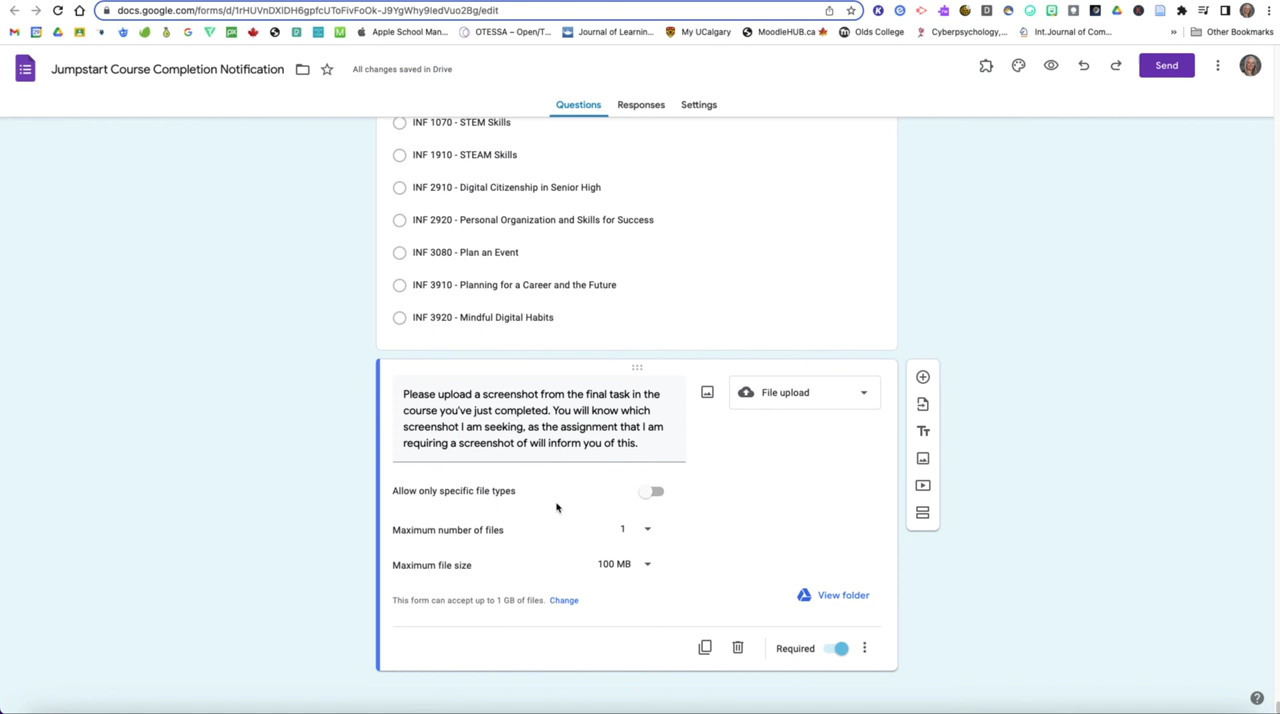 docs.google.com/forms/d/1rHUVnDXIDH6gpfcUToFivFoOk-J9YgWhy9IedVuo2Bg/edit
Apple School Man...
OTESSA – Open/T...
Journal of Learnin...
My UCalgary
MoodleHUB.ca
Olds College
Cyberpsychology,...
Int.Journal of Com...
»
Other Bookmarks
Jumpstart Course Completion Notification
All changes saved in Drive
Send
Questions
Responses
Settings
INF 1070 - STEM Skills
INF 1910 - STEAM Skills
INF 2910 - Digital Citizenship in Senior High
INF 2920 - Personal Organization and Skills for Success
INF 3080 - Plan an Event
INF 3910 - Planning for a Career and the Future
INF 3920 - Mindful Digital Habits
Please upload a screenshot from the final task in the
course you've just completed. You will know which
screenshot I am seeking, as the assignment that I am
requiring a screenshot of will inform you of this.
File upload
Allow only specific file types
Maximum number of files
1
Maximum file size
100 MB
This form can accept up to 1 GB of files. Change
View folder
Required